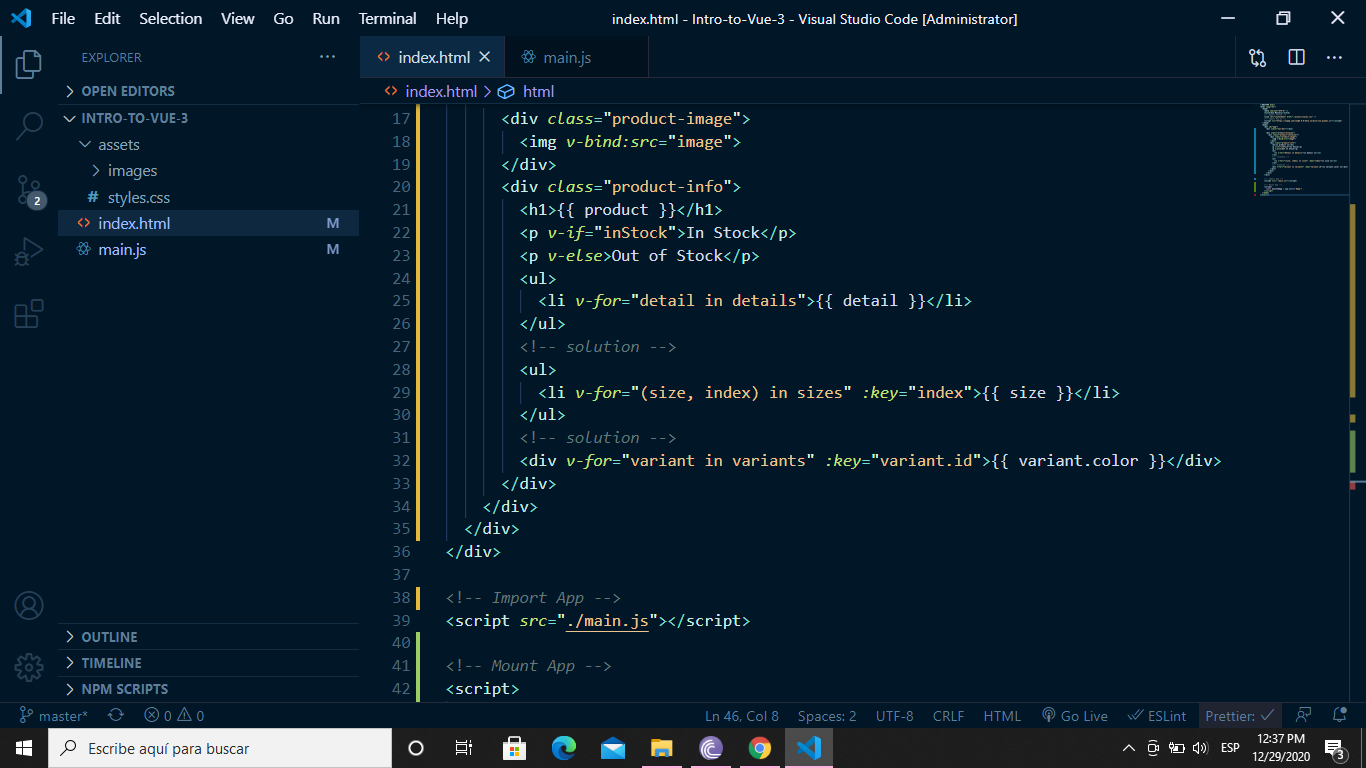 File Edit Selection View Go Run Terminal Help
index.html - Intro-to-Vue-3 - Visual Studio Code [Administrator]
EXPLORER
OPEN EDITORS
INTRO-TO-VUE-3
assets
images
# styles.css
index.html M
main.js M
OUTLINE
TIMELINE
NPM SCRIPTS
2
index.html
main.js
index.html > html
17 <div class="product-image">
18 <img v-bind:src="image">
19 </div>
20 <div class="product-info">
21 <h1>{{ product }}</h1>
22 <p v-if="inStock">In Stock</p>
23 <p v-else>Out of Stock</p>
24 <ul>
25 <li v-for="detail in details">{{ detail }}</li>
26 </ul>
27 <!-- solution -->
28 <ul>
29 <li v-for="(size, index) in sizes" :key="index">{{ size }}</li>
30 </ul>
31 <!-- solution -->
32 <div v-for="variant in variants" :key="variant.id">{{ variant.color }}</div>
33 </div>
34 </div>
35 </div>
36 </div>
37
38 <!-- Import App -->
39 <script src="./main.js"></script>
40
41 <!-- Mount App -->
42 <script>
master* 0 0
Ln 46, Col 8 Spaces: 2 UTF-8 CRLF HTML Go Live ESLint Prettier: ✓
Escribe aquí para buscar
ESP
12:37 PM
12/29/2020
3